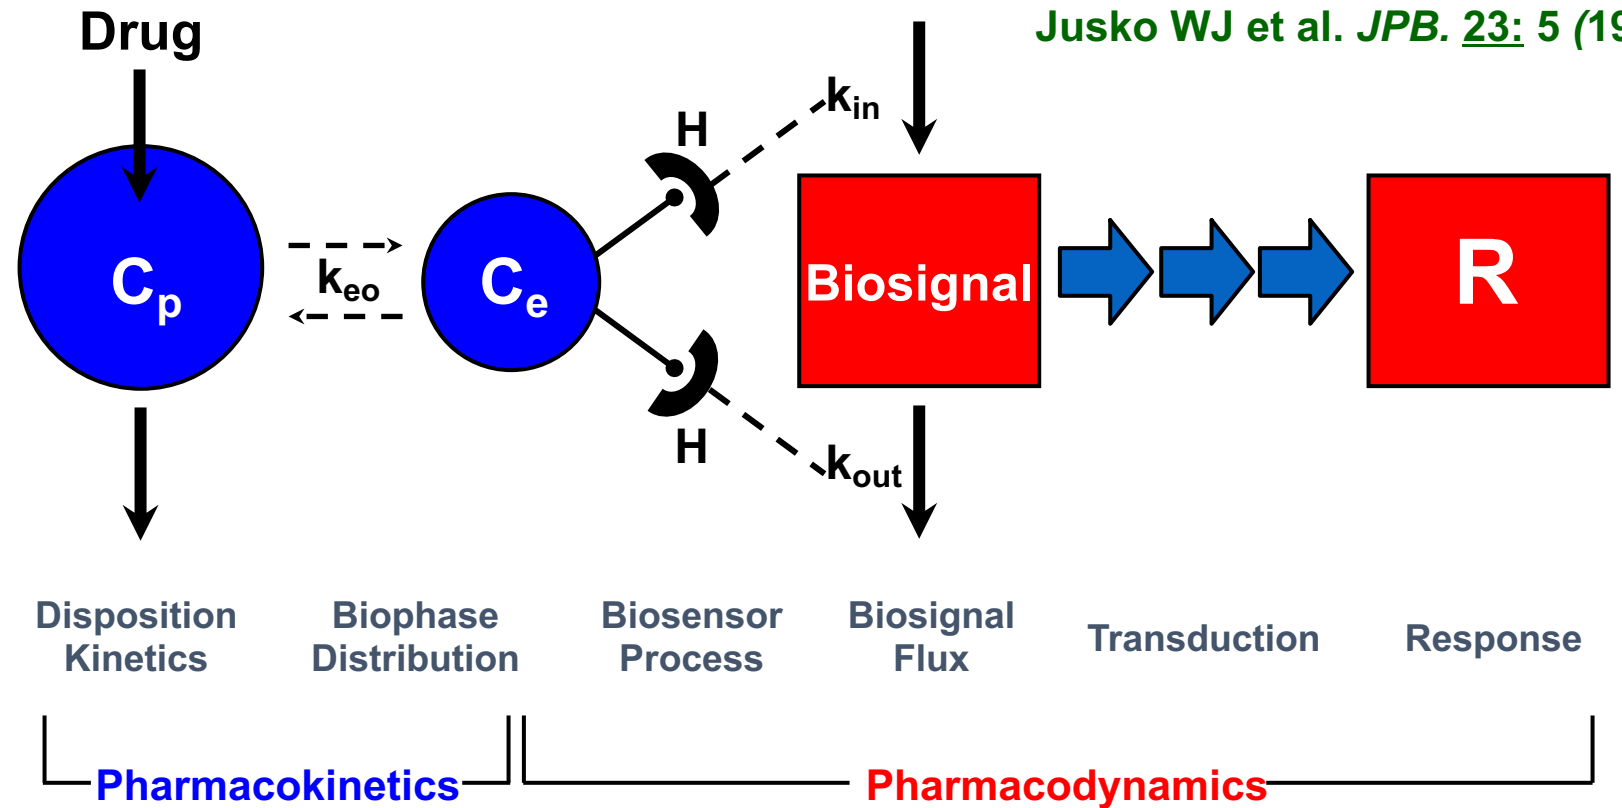 Drug
Jusko WJ et al. JPB. 23: 5 (19
H
kin
Cp
keo
Ce
Biosignal
R
H
kout
Disposition
Kinetics
Biophase
Distribution
Biosensor
Process
Biosignal
Flux
Transduction
Response
Pharmacokinetics
Pharmacodynamics